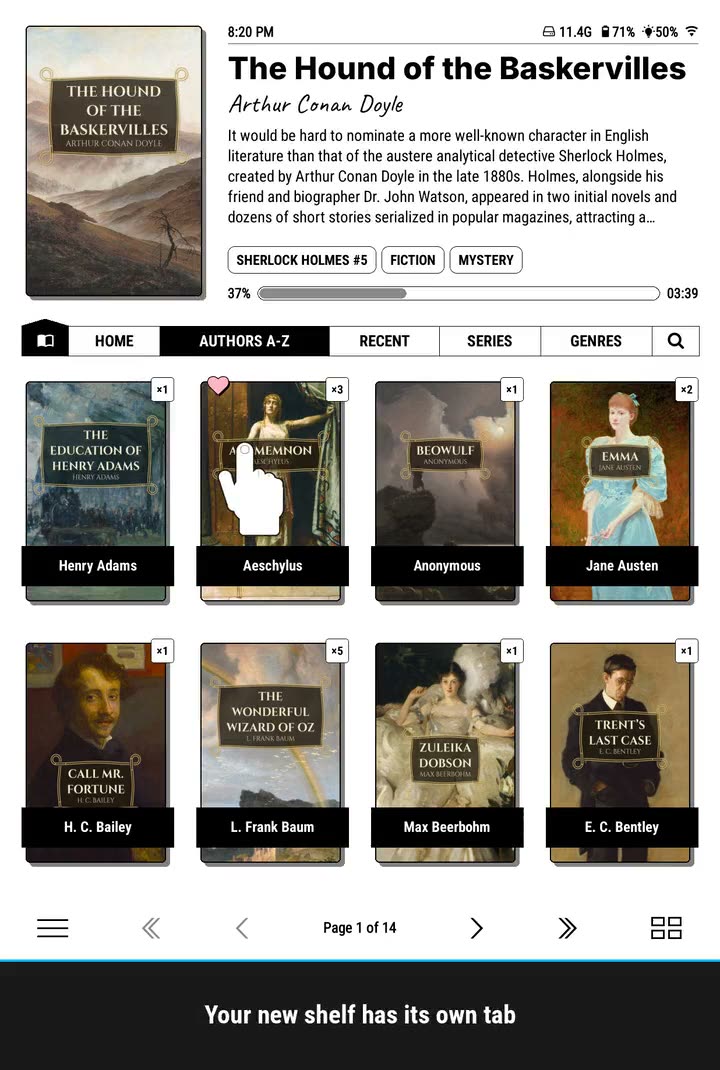 THE HOUND
OF THE
BASKERVILLES
ARTHUR CONAN DOYLE
8:20 PM
11.4G 71% 50%
The Hound of the Baskervilles
Arthur Conan Doyle
It would be hard to nominate a more well-known character in English
literature than that of the austere analytical detective Sherlock Holmes,
created by Arthur Conan Doyle in the late 1880s. Holmes, alongside his
friend and biographer Dr. John Watson, appeared in two initial novels and
dozens of short stories serialized in popular magazines, attracting a…
SHERLOCK HOLMES #5 FICTION MYSTERY
37% 03:39
HOME AUTHORS A-Z RECENT SERIES GENRES
×1
THE
EDUCATION OF
HENRY ADAMS
HENRY ADAMS
Henry Adams
×3
MEMNON
AESCHYLUS
Aeschylus
×1
BEOWULF
ANONYMOUS
Anonymous
×2
EMMA
JANE AUSTEN
Jane Austen
×1
CALL MR.
FORTUNE
H. C. BAILEY
H. C. Bailey
×5
THE
WONDERFUL
WIZARD OF OZ
L. FRANK BAUM
L. Frank Baum
×1
ZULEIKA
DOBSON
MAX BEERBOHM
Max Beerbohm
×1
TRENT'S
LAST CASE
E. C. BENTLEY
E. C. Bentley
Page 1 of 14
Your new shelf has its own tab